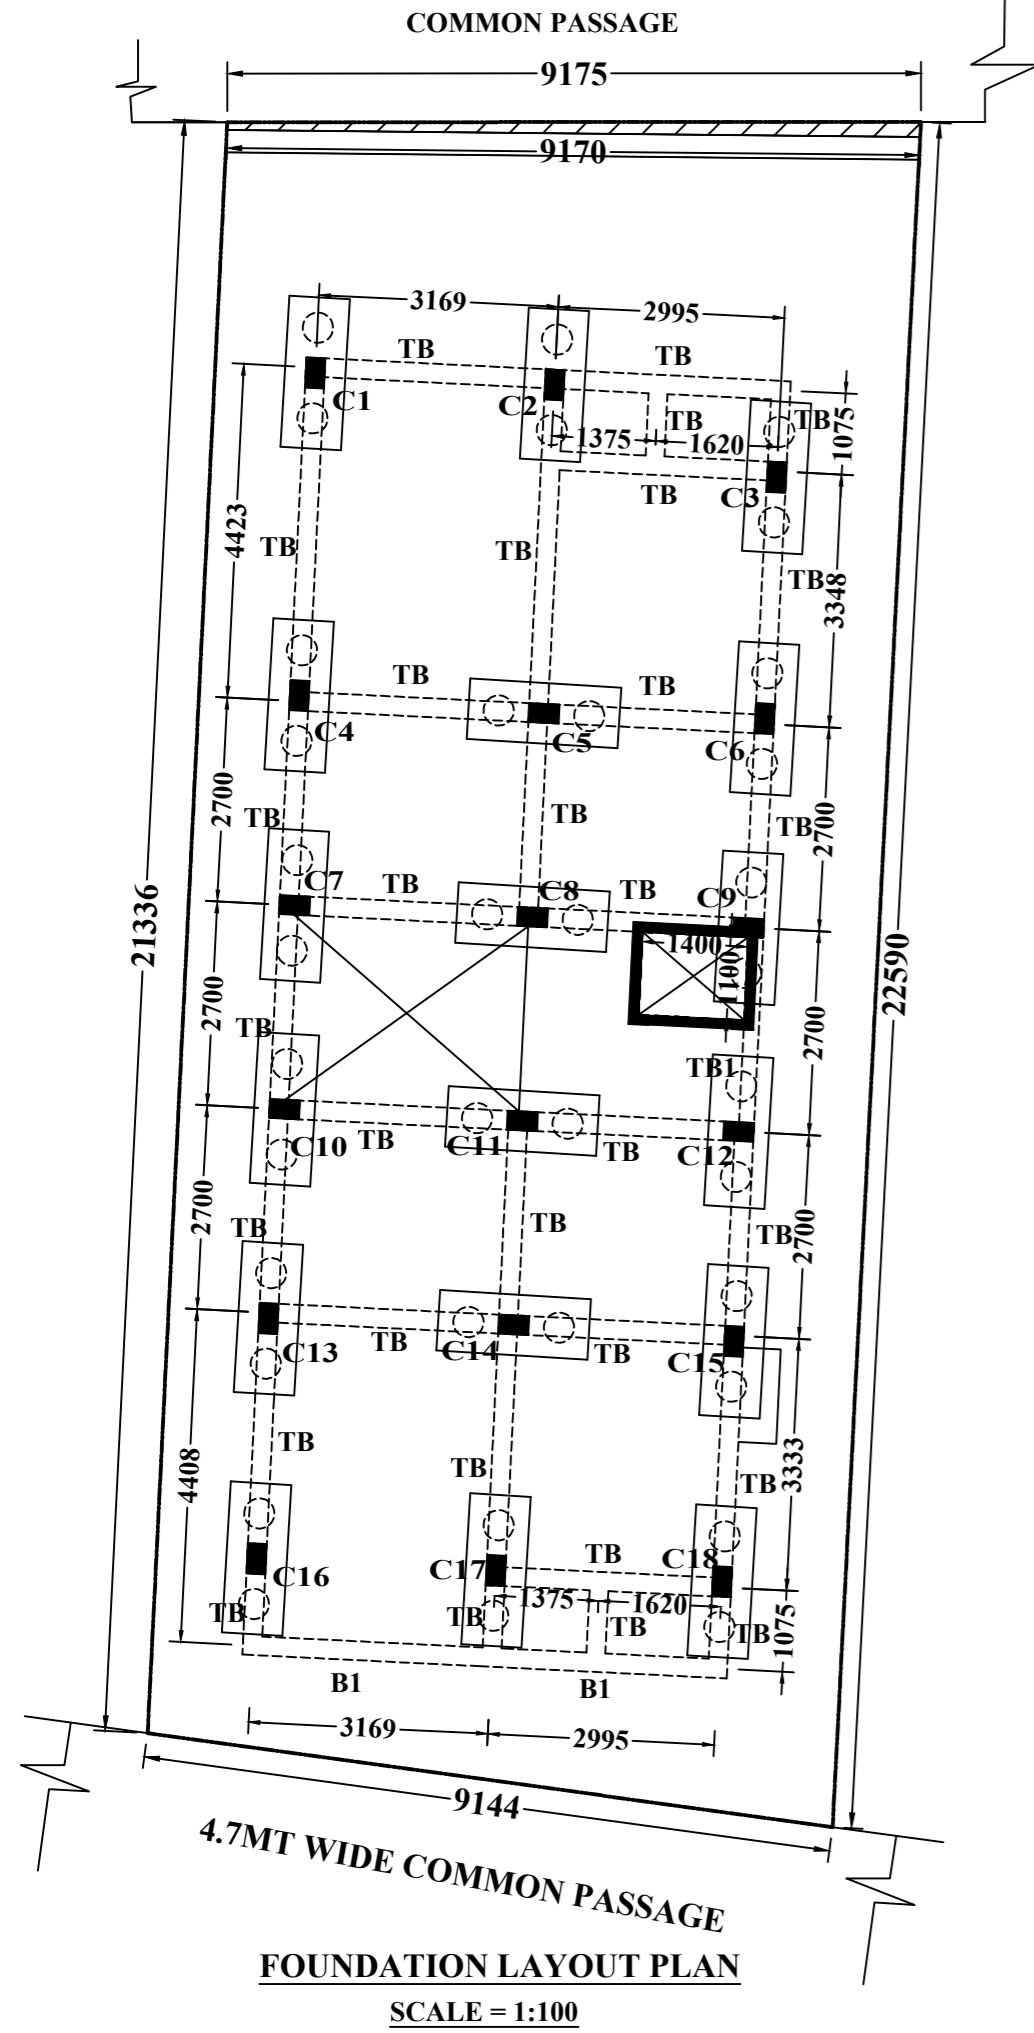 COMMON PASSAGE
9175
9170
3169
2995
TB
TB
C1
C2
TB
TB
1075
1375
1620
TB
C3
4423
TB
TB
TB
3348
TB
TB
C4
C5
C6
2700
TB
TB
TB
2700
C7
TB
C8
TB
C9
21336
1400
1100
22590
2700
TB
2700
TB1
C10
TB
C11
TB
C12
2700
TB
TB
TB
2700
C13
TB
C14
TB
C15
4408
TB
TB
TB
3333
C16
C17
TB
C18
1375
1620
TB
TB
TB
TB
1075
B1
B1
3169
2995
9144
4.7MT WIDE COMMON PASSAGE
FOUNDATION LAYOUT PLAN
SCALE = 1:100